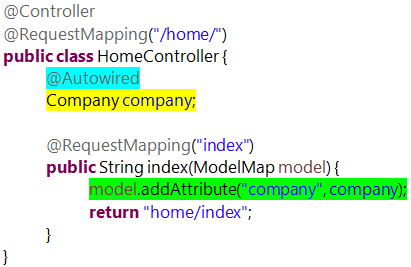 @Controller
@RequestMapping("/home/")
public class HomeController {
@Autowired
Company company;
@RequestMapping("index")
public String index(ModelMap model) {
model.addAttribute("company", company);
return "home/index";
}
}